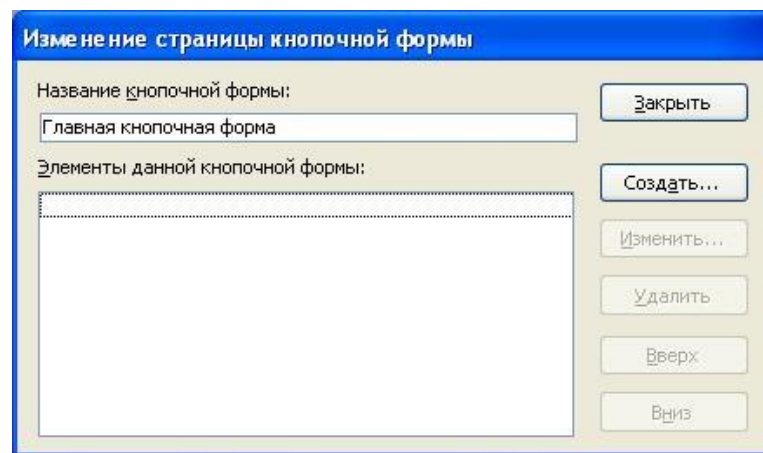 Изменение страницы кнопочной формы
Название кнопочной формы:
Закрыть
Главная кнопочная форма
Элементы данной кнопочной формы:
Создать...
Изменить...
Удалить
Вверх
Вниз